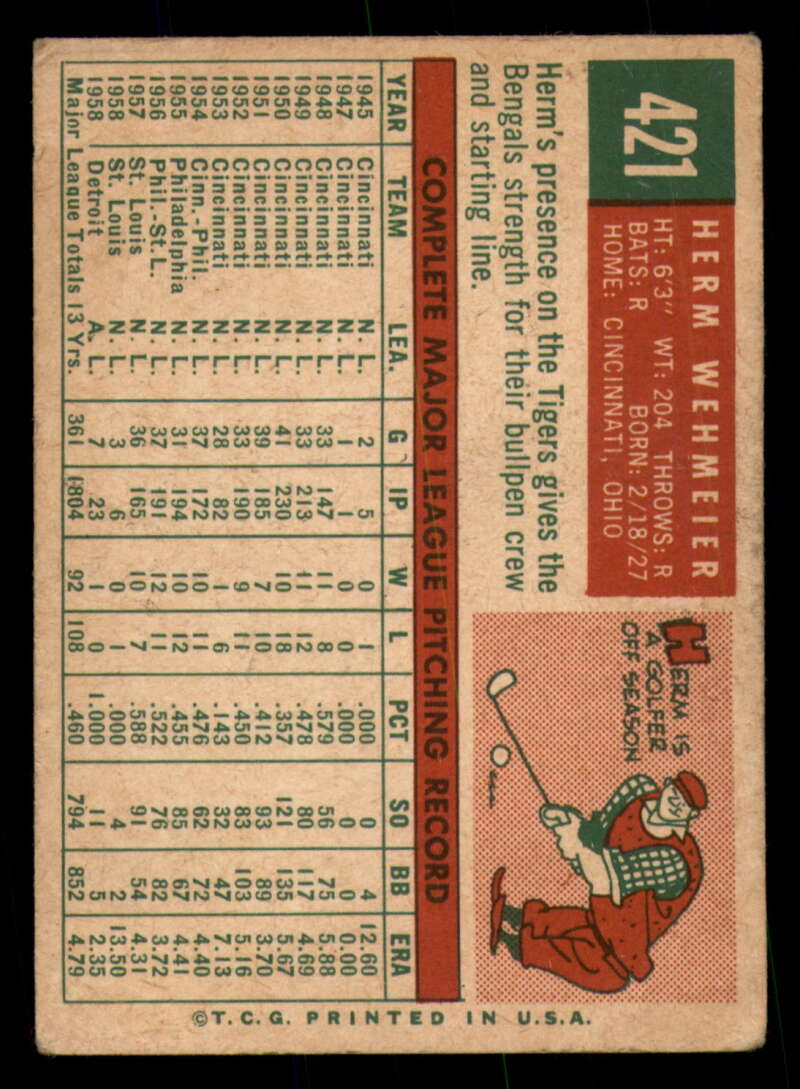 421
HERM WEHMEIER
HT: 6'3" WT: 204 THROWS: R
BATS: R BORN: 2/18/27
HOME: CINCINNATI, OHIO
Herm's presence on the Tigers gives the
Bengals strength for their bullpen crew
and starting line.
HERM IS
A GOLFER
OFF SEASON
COMPLETE MAJOR LEAGUE PITCHING RECORD
YEAR TEAM LEA. G IP W L PCT SO BB ERA
1945 Cincinnati N. L. 2 5 0 1 .000 0 4 12.60
1947 Cincinnati N. L. 1 1 0 0 .000 0 0 0.00
1948 Cincinnati N. L. 33 147 11 8 .579 56 75 5.88
1949 Cincinnati N. L. 33 213 11 12 .478 80 117 4.69
1950 Cincinnati N. L. 41 230 10 18 .357 121 135 5.67
1951 Cincinnati N. L. 39 185 7 10 .412 93 89 3.70
1952 Cincinnati N. L. 33 190 9 11 .450 83 103 5.16
1953 Cincinnati N. L. 28 82 1 6 .143 32 47 7.13
1954 Cinn.-Phil. N. L. 37 172 10 11 .476 62 72 4.40
1955 Philadelphia N. L. 31 194 10 12 .455 85 67 4.41
1956 Phil.-St. L. N. L. 37 191 12 11 .522 76 82 3.72
1957 St. Louis N. L. 36 165 10 7 .588 91 54 4.31
1958 St. Louis N. L. 3 6 0 1 .000 4 2 13.50
1958 Detroit A. L. 7 23 1 0 1.000 11 5 2.35
Major League Totals 13 Yrs. 361 1804 92 108 .460 794 852 4.79
©T.C.G. PRINTED IN U.S.A.